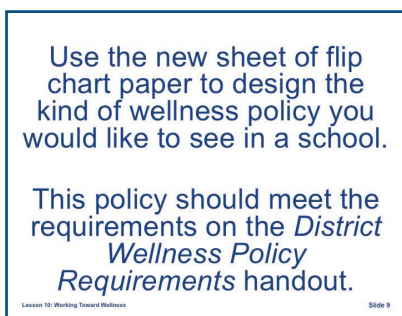 Use the new sheet of flip
chart paper to design the
kind of wellness policy you
would like to see in a school.
This policy should meet the
requirements on the District
Wellness Policy
Requirements handout.
Lesson 10: Working Toward Wellness
Slide 9